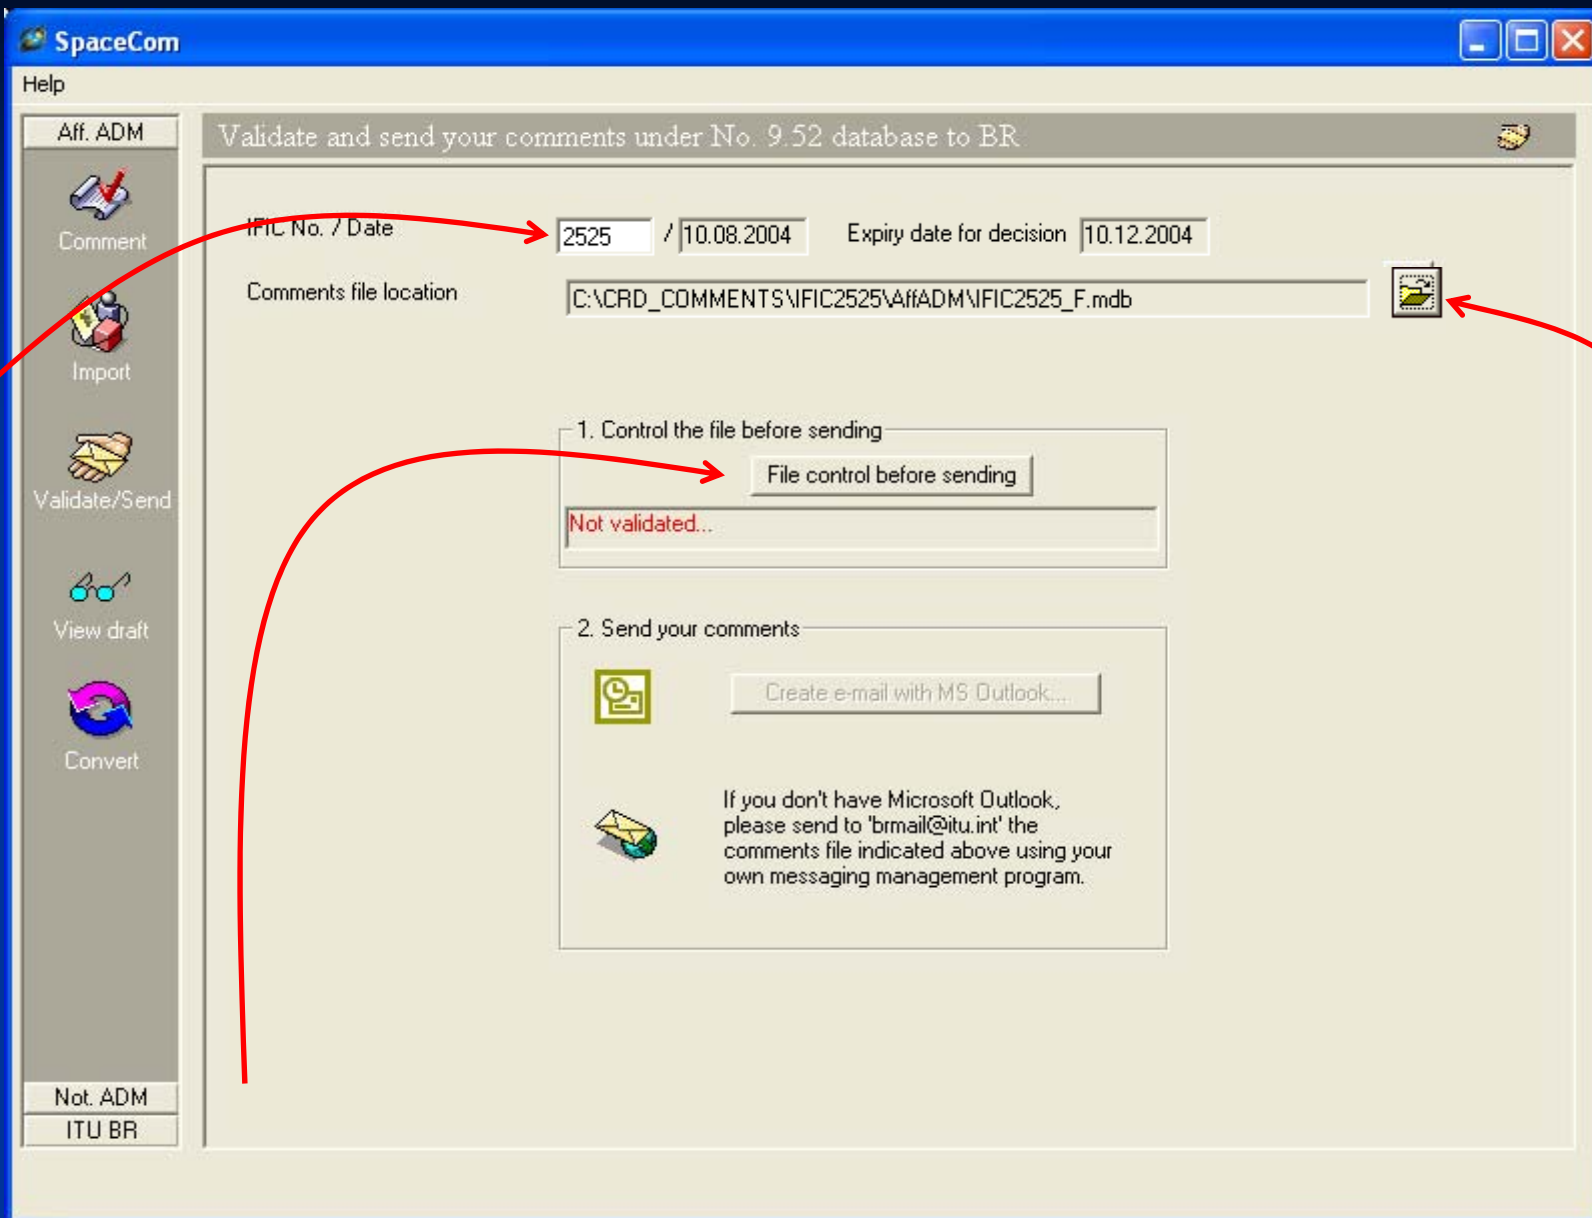 SpaceCom
Help
Aff. ADM
Validate and send your comments under No. 9.52 database to BR
Comment
Import
Validate/Send
View draft
Convert
Not. ADM
ITU BR
IFIC No. / Date 2525 / 10.08.2004 Expiry date for decision 10.12.2004
Comments file location C:\CRD_COMMENTS\IFIC2525\AffADM\IFIC2525_F.mdb
1. Control the file before sending
File control before sending
Not validated...
2. Send your comments
Create e-mail with MS Outlook....
If you don't have Microsoft Outlook,
please send to 'brmail@itu.int' the
comments file indicated above using your
own messaging management program.